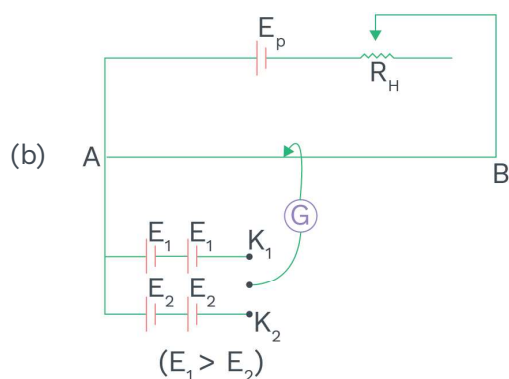 E_p
R_H
(b) A
B
G
E_1 E_1 K_1
E_2 E_2
K_2
(E_1 > E_2)